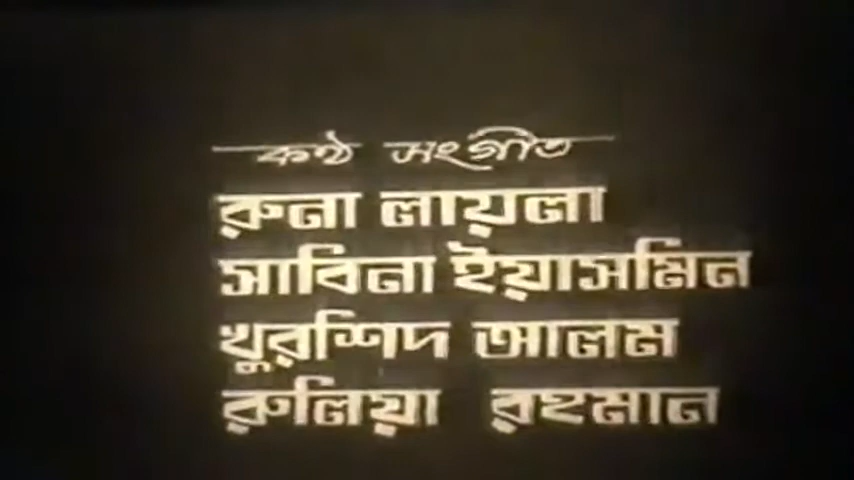 কণ্ঠ সংগীত
রুনা লায়লা
সাবিনা ইয়াসমিন
খুরশিদ আলম
রুলিয়া রহমান